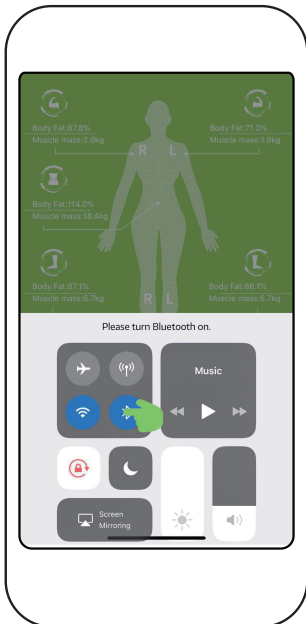 Body Fat:67.8%
Muscle mass:2.0kg
Body Fat:71.3%
Muscle mass:1.9kg
R L
Body Fat:114.0%
Muscle mass:18.4kg
Body Fat:87.1%
Muscle mass:6.7kg
Body Fat:86.1%
Muscle mass:6.7kg
R L
Please turn Bluetooth on.
Music
Screen
Mirroring